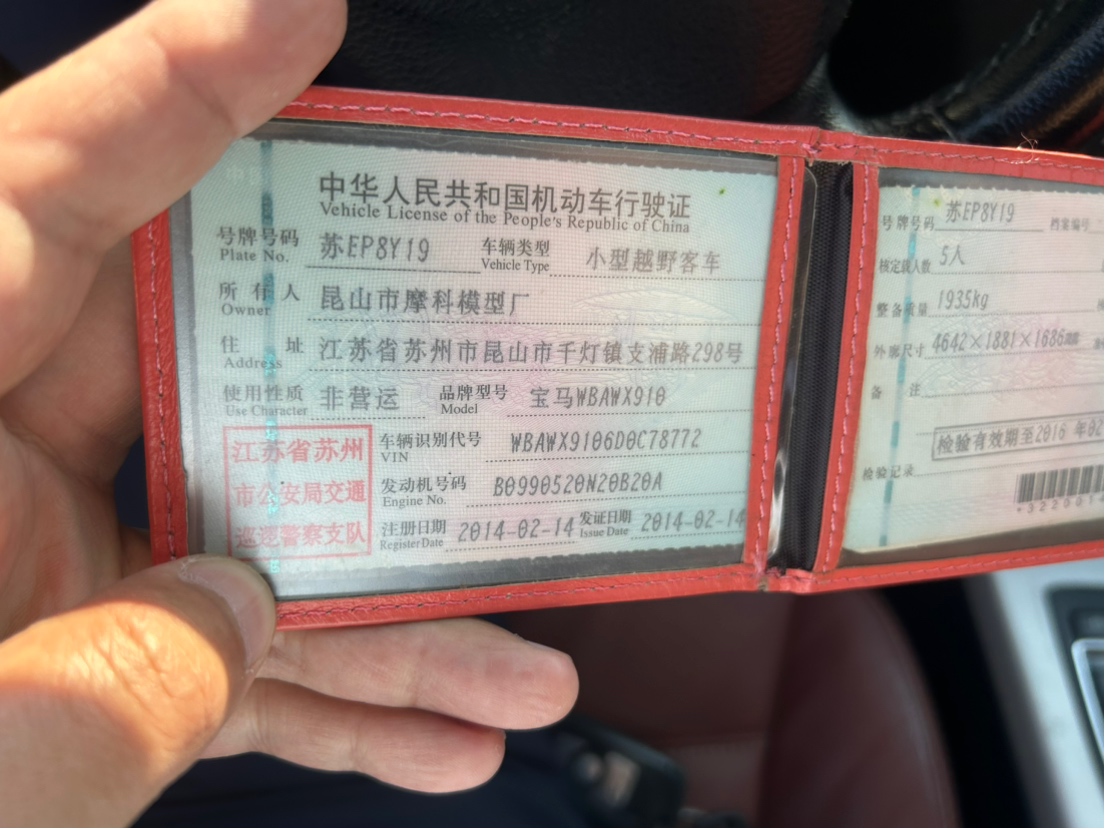 中华人民共和国机动车行驶证
Vehicle License of the People's Republic of China
号牌号码 苏EP8Y19 车辆类型 小型越野客车
Plate No. Vehicle Type
所有人 昆山市摩科模型厂
Owner
住址 江苏省苏州市昆山市千灯镇支浦路298号
Address
使用性质 非营运 品牌型号 宝马WBAWX910
Use Character Model
江苏省苏州
市公安局交通
巡逻警察支队
车辆识别代号 WBAWX9106D0C78772
VIN
发动机号码 B0990520N20B20A
Engine No.
注册日期 2014-02-14 发证日期 2014-02-14
Register Date Issue Date
号牌号码 苏EP8Y19 档案编号
核定载人数 5人
整备质量 1935kg
外廓尺寸 4642×1881×1686
备注
检验有效期至2016 年02
检验记录